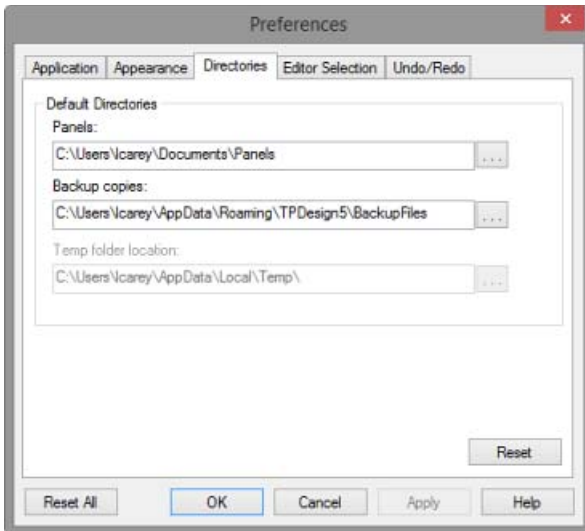 Preferences
Application Appearance Directories Editor Selection Undo/Redo
Default Directories
Panels:
C:\Users\lcarey\Documents\Panels
...
Backup copies:
C:\Users\lcarey\AppData\Roaming\TPDesign5\BackupFiles
...
Temp folder location:
C:\Users\lcarey\AppData\Local\Temp\
...
Reset
Reset All OK Cancel Apply Help